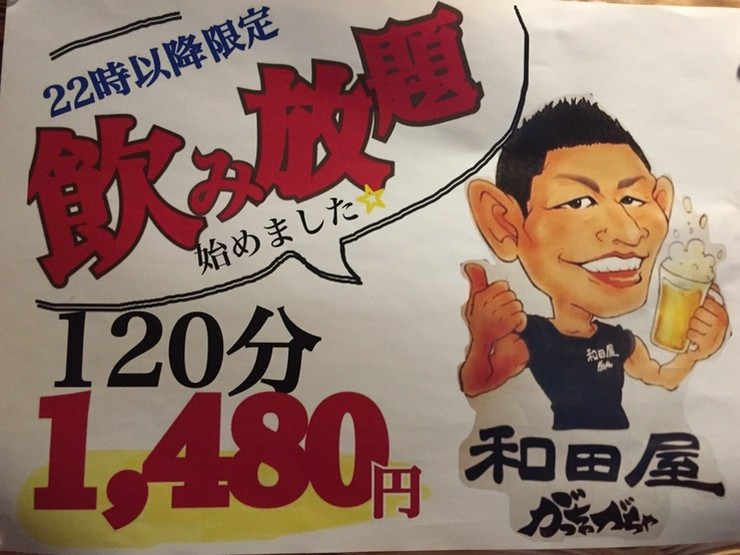 22時以降限定
飲み放題
始めました
120分
1,480円
和田屋
和田屋
がっちゃがちゃ